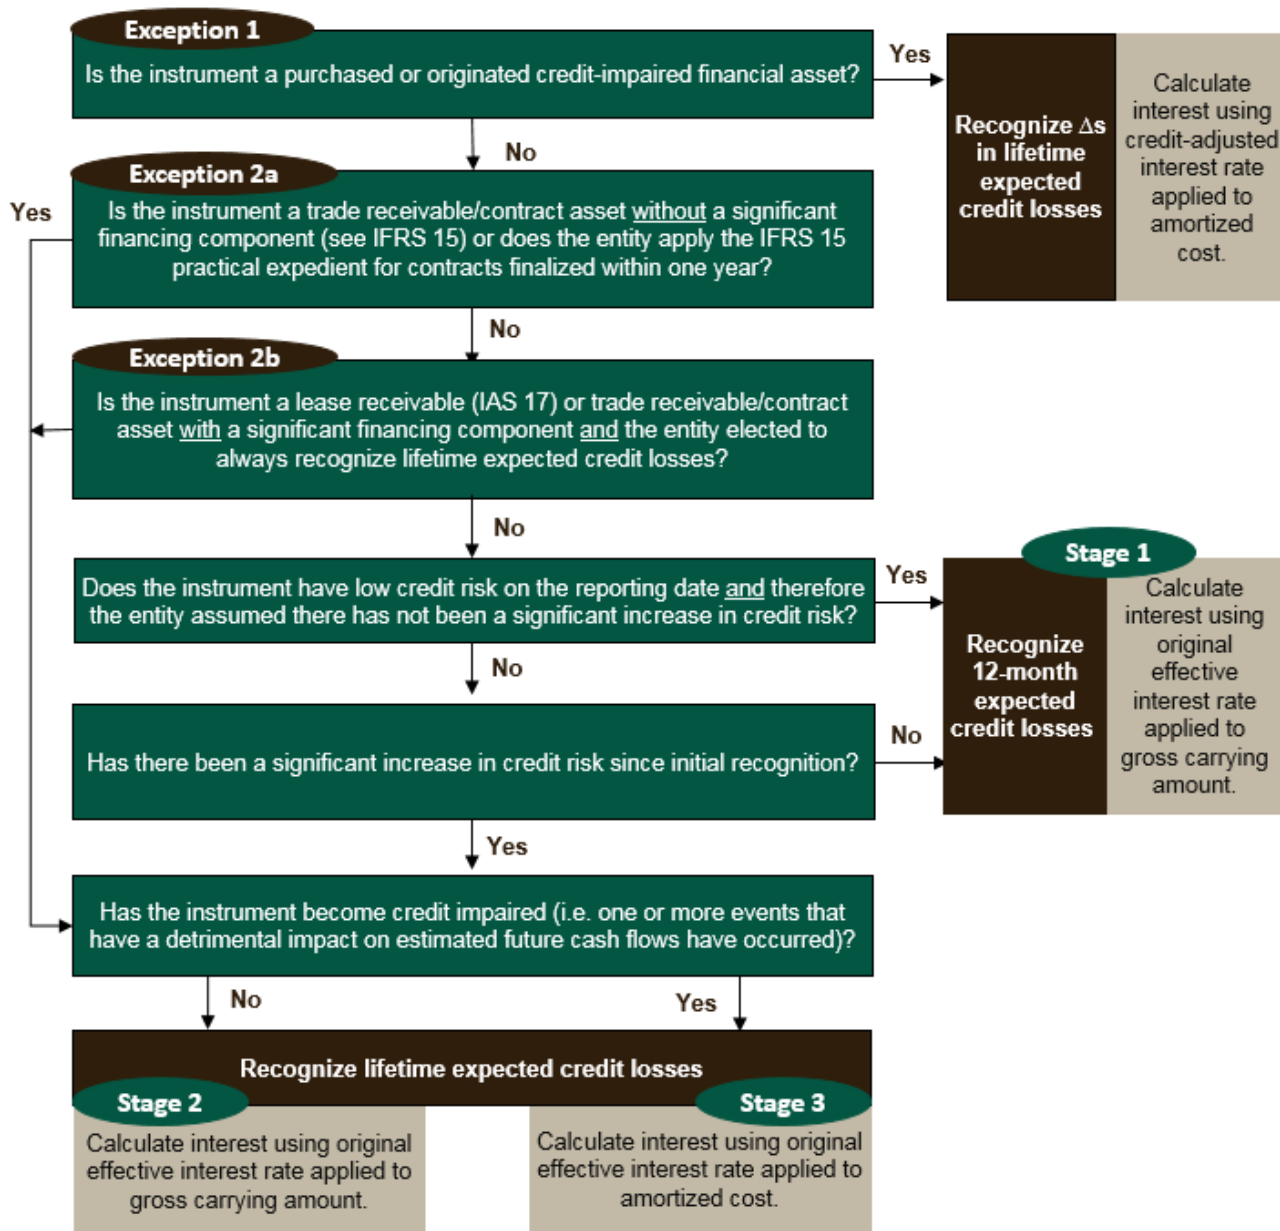 Exception 1
Is the instrument a purchased or originated credit-impaired financial asset?
Yes
Recognize Δs
in lifetime
expected
credit losses
Calculate
interest using
credit-adjusted
interest rate
applied to
amortized
cost.
No
Exception 2a
Yes
Is the instrument a trade receivable/contract asset without a significant
financing component (see IFRS 15) or does the entity apply the IFRS 15
practical expedient for contracts finalized within one year?
No
Exception 2b
Is the instrument a lease receivable (IAS 17) or trade receivable/contract
asset with a significant financing component and the entity elected to
always recognize lifetime expected credit losses?
No
Does the instrument have low credit risk on the reporting date and therefore
the entity assumed there has not been a significant increase in credit risk?
Yes
Stage 1
Recognize
12-month
expected
credit losses
Calculate
interest using
original
effective
interest rate
applied to
gross carrying
amount.
No
Has there been a significant increase in credit risk since initial recognition?
No
Yes
Has the instrument become credit impaired (i.e. one or more events that
have a detrimental impact on estimated future cash flows have occurred)?
No
Yes
Recognize lifetime expected credit losses
Stage 2
Calculate interest using original
effective interest rate applied to
gross carrying amount.
Stage 3
Calculate interest using original
effective interest rate applied to
amortized cost.